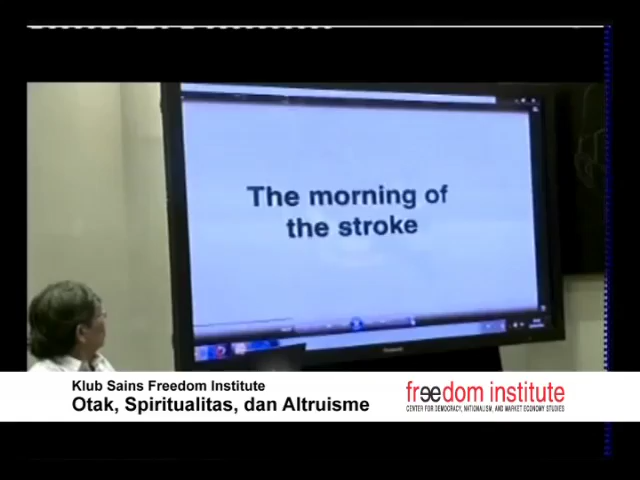 The morning of
the stroke
Klub Sains Freedom Institute
Otak, Spiritualitas, dan Altruisme
freedom institute
CENTER FOR DEMOCRACY, NATIONALISM, AND MARKET ECONOMY STUDIES